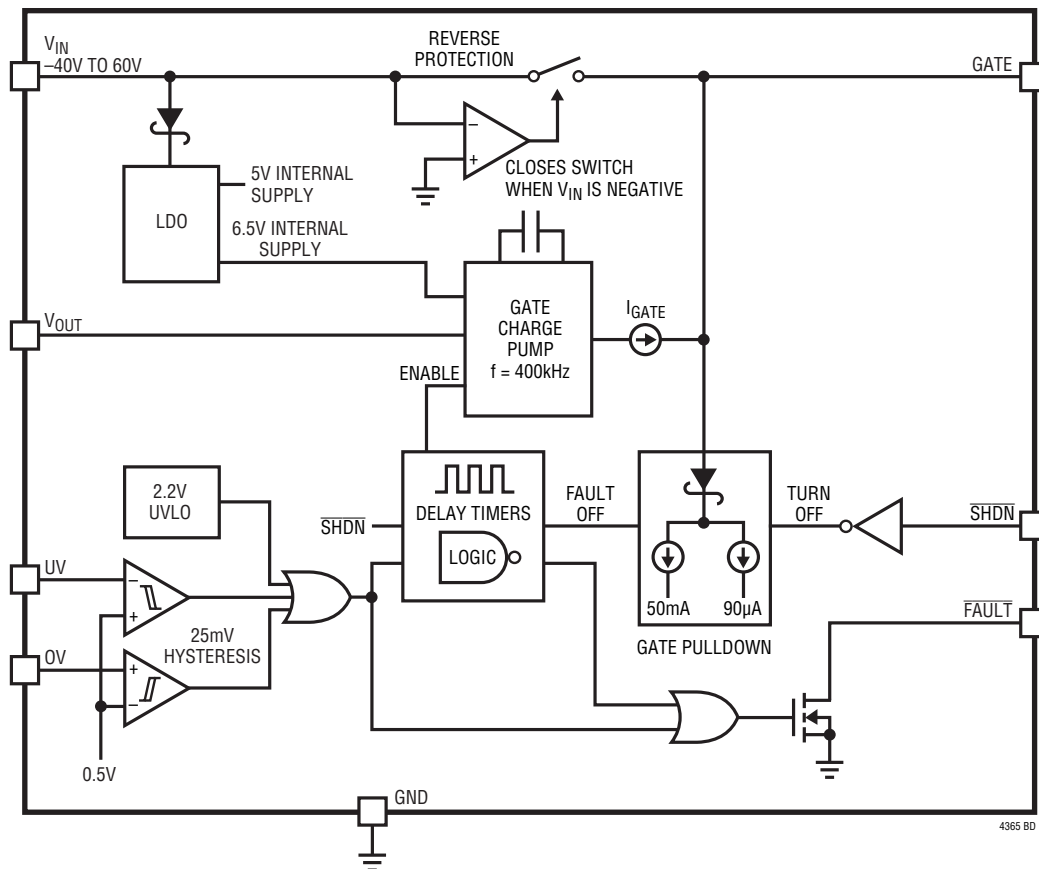 VIN
–40V TO 60V
REVERSE
PROTECTION
GATE
–
+
CLOSES SWITCH
WHEN VIN IS NEGATIVE
LDO
5V INTERNAL
SUPPLY
6.5V INTERNAL
SUPPLY
VOUT
GATE
CHARGE
PUMP
f = 400kHz
IGATE
ENABLE
2.2V
UVLO
SHDN
DELAY TIMERS
LOGIC
FAULT
OFF
TURN
OFF
SHDN
50mA
90µA
GATE PULLDOWN
FAULT
UV
–
+
25mV
HYSTERESIS
OV
+
–
0.5V
GND
4365 BD